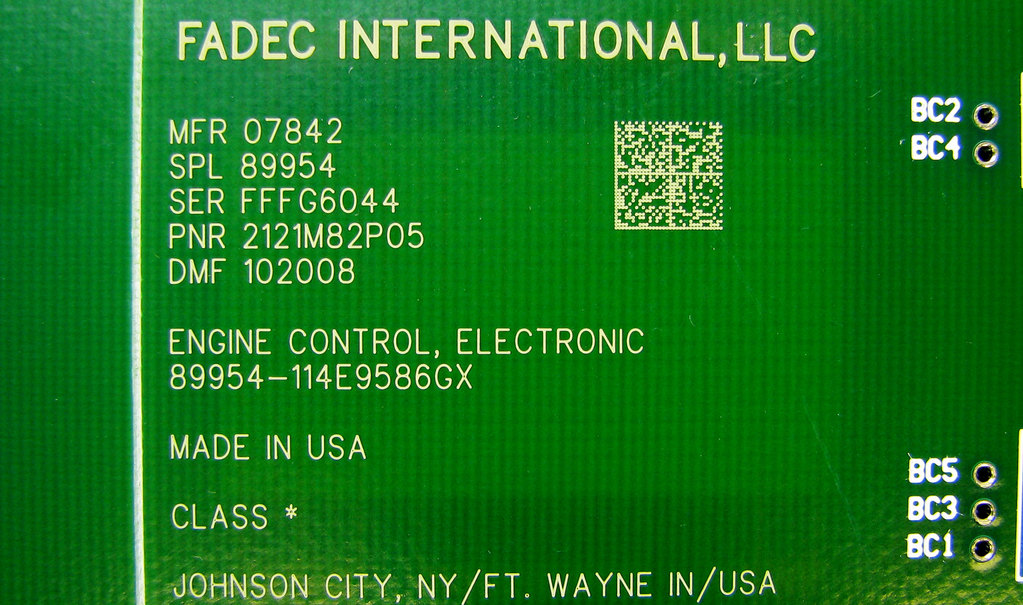 FADEC INTERNATIONAL, LLC
MFR 07842
SPL 89954
SER FFFG6044
PNR 2121M82P05
DMF 102008
ENGINE CONTROL, ELECTRONIC
89954-114E9586GX
MADE IN USA
CLASS *
JOHNSON CITY, NY/FT. WAYNE IN/USA
BC2
BC4
BC5
BC3
BC1